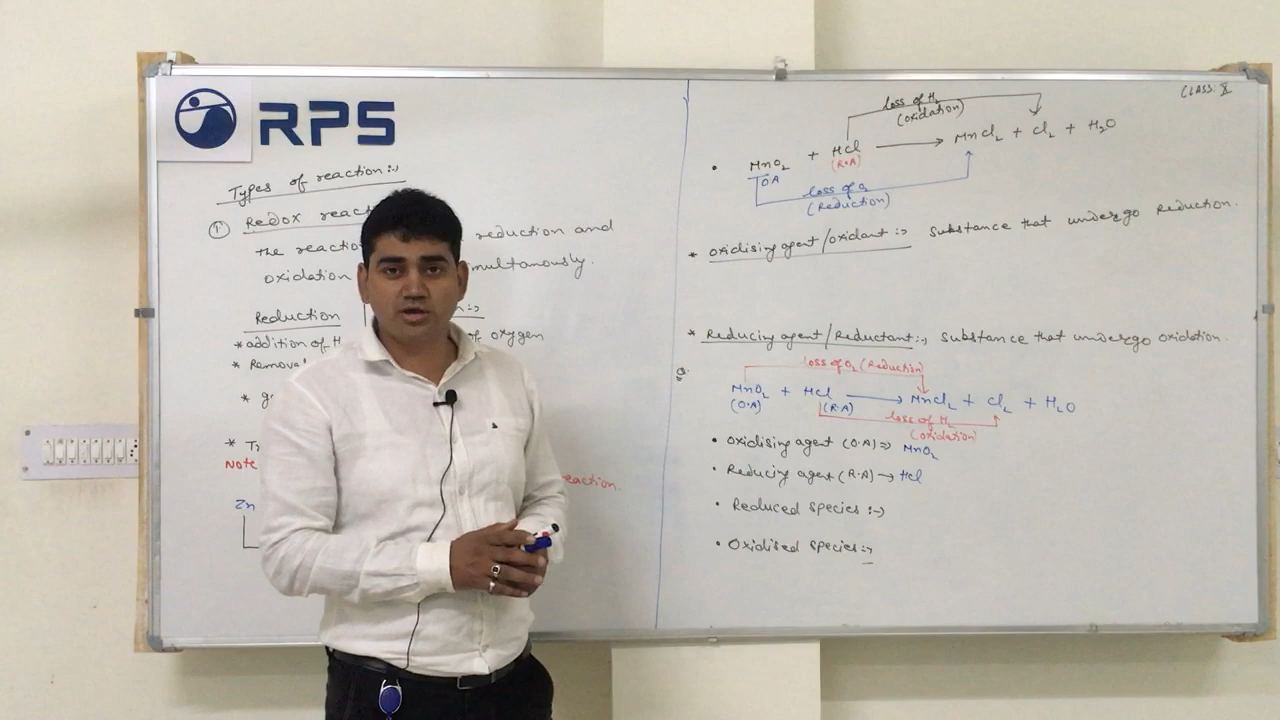 RPS
Types of reaction :→
① Redox react
The reactio reduction and
oxidation multanously.
Reduction n :→
* addition of H of oxygen
* Removal
* g
* T
Note eaction.
Zn
CLASS. X
loss of H₂
(Oxidation)
• MnO₂ + HCl ⟶ MnCl₂ + Cl₂ + H₂O
OA (R·A)
loss of O₂
(Reduction)
* Oxidising agent/oxidant :→ substance that undergo Reduction.
* Reducing agent/Reductant :→ substance that undergo oxidation.
Q.
loss of O₂ (Reduction)
MnO₂ + HCl ⟶ MnCl₂ + Cl₂ + H₂O
(O·A) (R·A) loss of H₂
(Oxidation)
• Oxidising agent (O·A) ⇒ MnO₂
• Reducing agent (R·A) → HCl
• Reduced species :→
• Oxidised species :→